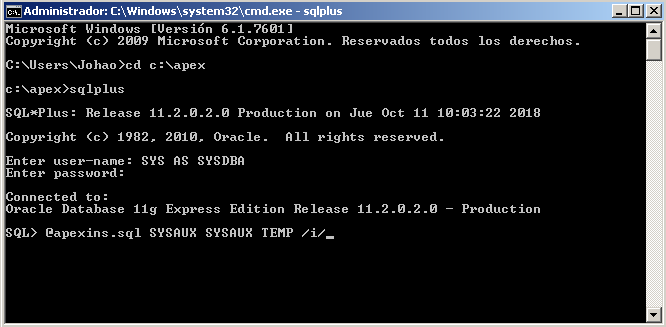 Administrador: C:\Windows\system32\cmd.exe - sqlplus
Microsoft Windows [Versión 6.1.7601]
Copyright (c) 2009 Microsoft Corporation. Reservados todos los derechos.
C:\Users\Johao>cd c:\apex
c:\apex>sqlplus
SQL*Plus: Release 11.2.0.2.0 Production on Jue Oct 11 10:03:22 2018
Copyright (c) 1982, 2010, Oracle.  All rights reserved.
Enter user-name: SYS AS SYSDBA
Enter password:
Connected to:
Oracle Database 11g Express Edition Release 11.2.0.2.0 - Production
SQL> @apexins.sql SYSAUX SYSAUX TEMP /i/_